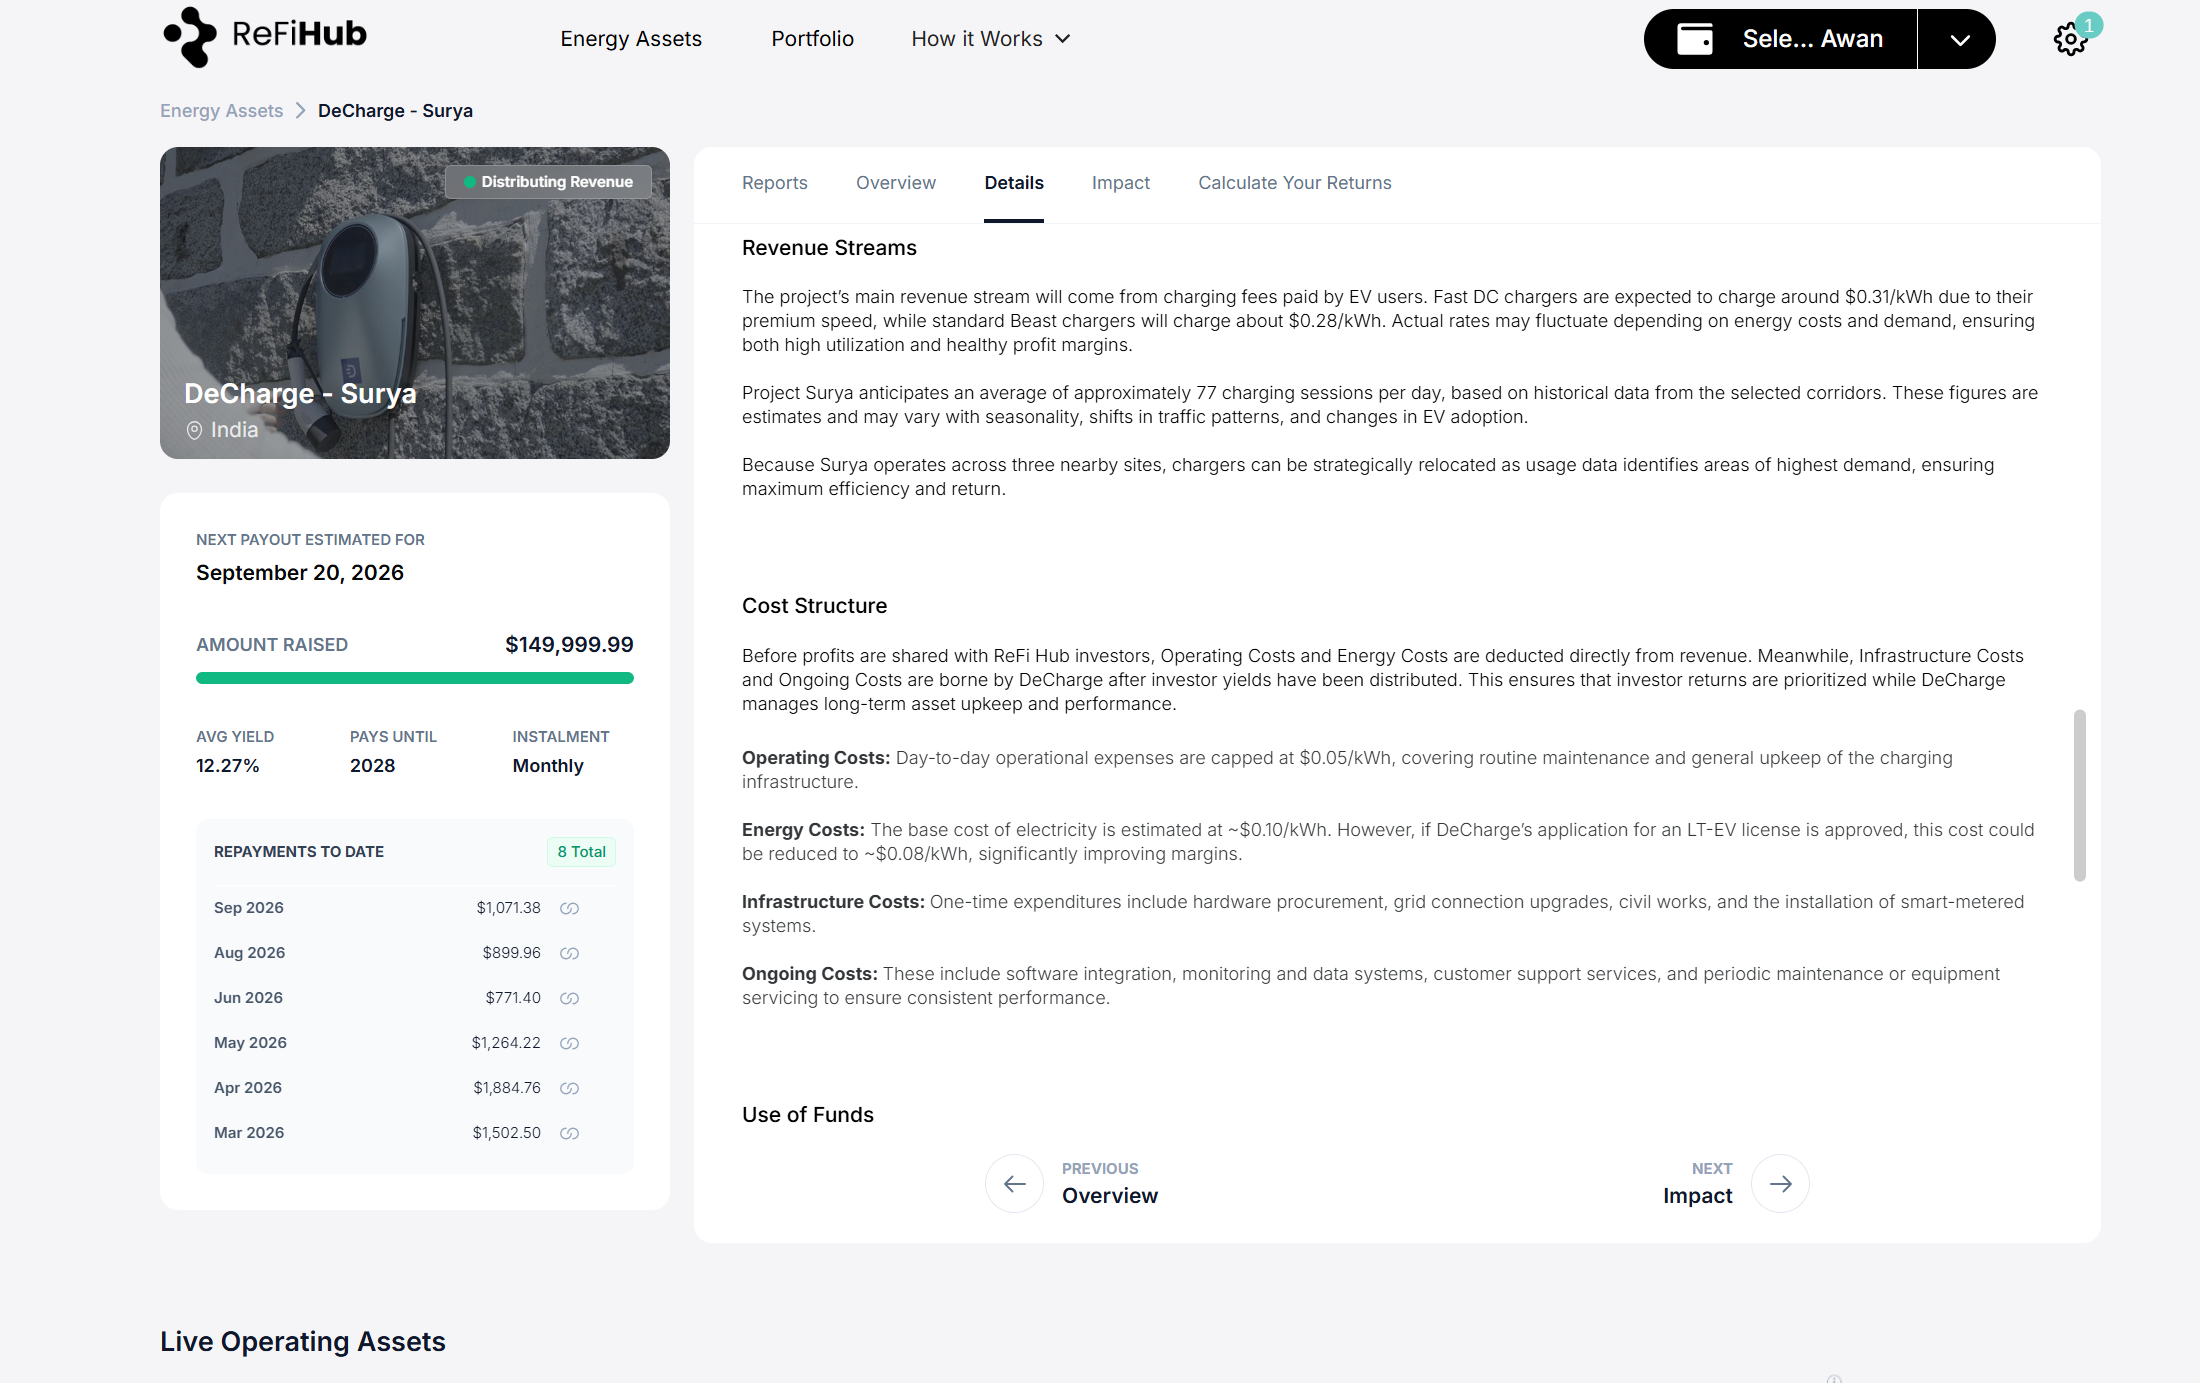 ReFiHub
Energy Assets
Portfolio
How it Works
Sele... Awan
1
Energy Assets
DeCharge - Surya
Distributing Revenue
DeCharge - Surya
India
NEXT PAYOUT ESTIMATED FOR
September 20, 2026
AMOUNT RAISED
$149,999.99
AVG YIELD
PAYS UNTIL
INSTALMENT
12.27%
2028
Monthly
REPAYMENTS TO DATE
8 Total
Sep 2026
$1,071.38
Aug 2026
$899.96
Jun 2026
$771.40
May 2026
$1,264.22
Apr 2026
$1,884.76
Mar 2026
$1,502.50
Reports
Overview
Details
Impact
Calculate Your Returns
Revenue Streams
The project’s main revenue stream will come from charging fees paid by EV users. Fast DC chargers are expected to charge around $0.31/kWh due to their
premium speed, while standard Beast chargers will charge about $0.28/kWh. Actual rates may fluctuate depending on energy costs and demand, ensuring
both high utilization and healthy profit margins.
Project Surya anticipates an average of approximately 77 charging sessions per day, based on historical data from the selected corridors. These figures are
estimates and may vary with seasonality, shifts in traffic patterns, and changes in EV adoption.
Because Surya operates across three nearby sites, chargers can be strategically relocated as usage data identifies areas of highest demand, ensuring
maximum efficiency and return.
Cost Structure
Before profits are shared with ReFi Hub investors, Operating Costs and Energy Costs are deducted directly from revenue. Meanwhile, Infrastructure Costs
and Ongoing Costs are borne by DeCharge after investor yields have been distributed. This ensures that investor returns are prioritized while DeCharge
manages long-term asset upkeep and performance.
Operating Costs: Day-to-day operational expenses are capped at $0.05/kWh, covering routine maintenance and general upkeep of the charging
infrastructure.
Energy Costs: The base cost of electricity is estimated at ~$0.10/kWh. However, if DeCharge’s application for an LT-EV license is approved, this cost could
be reduced to ~$0.08/kWh, significantly improving margins.
Infrastructure Costs: One-time expenditures include hardware procurement, grid connection upgrades, civil works, and the installation of smart-metered
systems.
Ongoing Costs: These include software integration, monitoring and data systems, customer support services, and periodic maintenance or equipment
servicing to ensure consistent performance.
Use of Funds
PREVIOUS
Overview
NEXT
Impact
Live Operating Assets